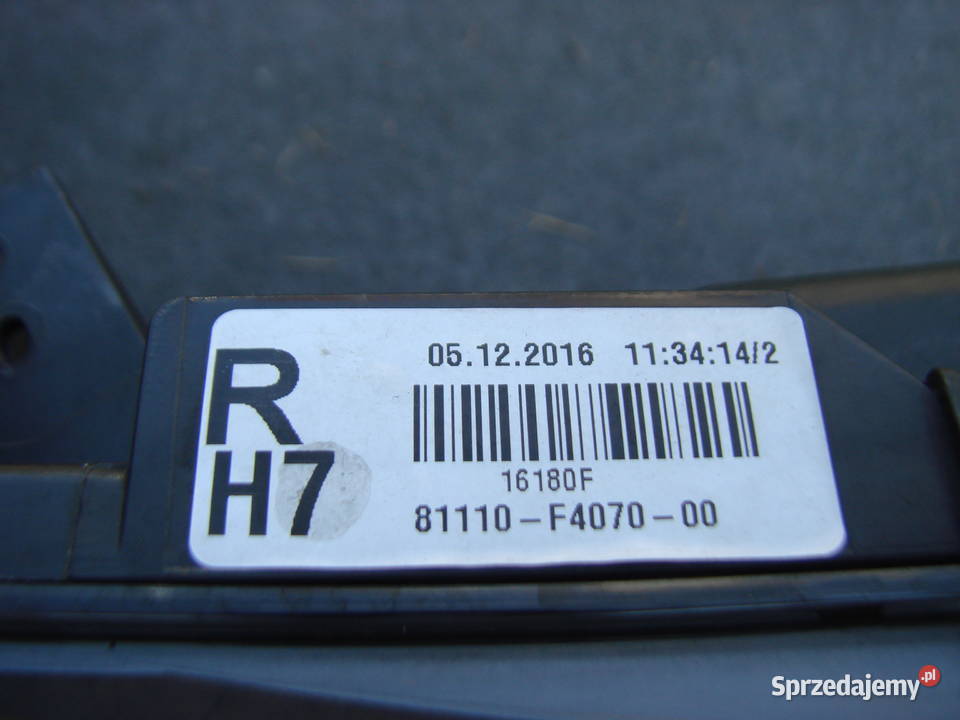 R
H7
05.12.2016 11:34:14/2
16180F
81110-F4070-00
Sprzedajemy.pl